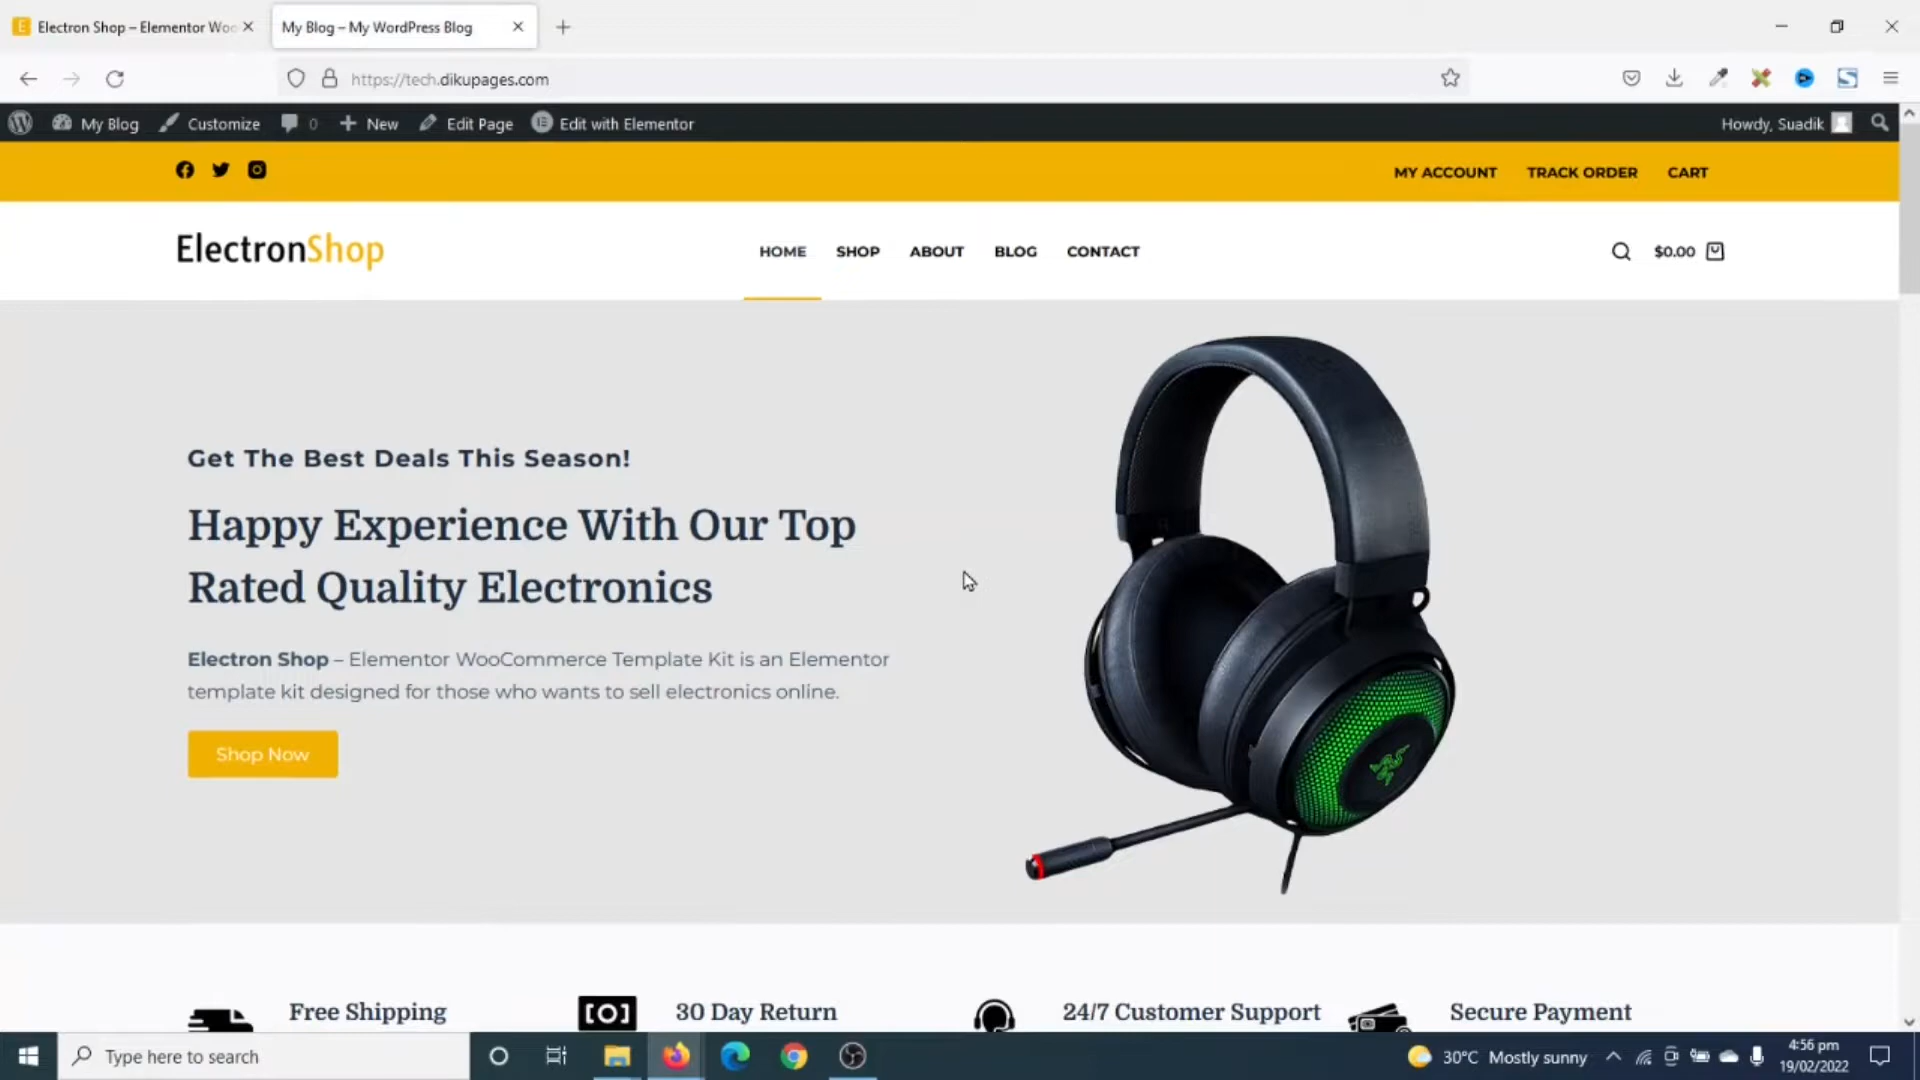 Electron Shop – Elementor Woo
My Blog – My WordPress Blog
https://tech.dikupages.com
My Blog
Customize
0
New
Edit Page
Edit with Elementor
Howdy, Suadik
MY ACCOUNT
TRACK ORDER
CART
ElectronShop
HOME
SHOP
ABOUT
BLOG
CONTACT
$0.00
Get The Best Deals This Season!
Happy Experience With Our Top
Rated Quality Electronics
Electron Shop – Elementor WooCommerce Template Kit is an Elementor
template kit designed for those who wants to sell electronics online.
Shop Now
Free Shipping
30 Day Return
24/7 Customer Support
Secure Payment
Type here to search
30°C Mostly sunny
4:56 pm
19/02/2022